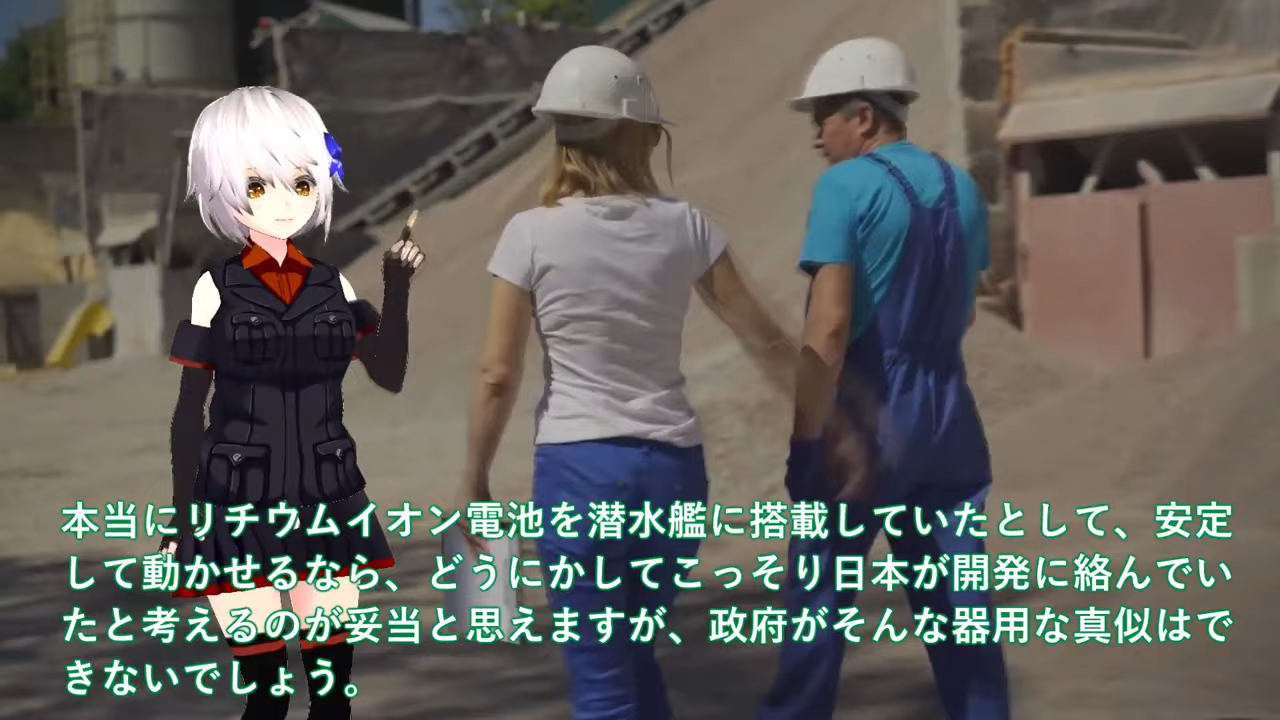 本当にリチウムイオン電池を潜水艦に搭載していたとして、安定
して動かせるなら、どうにかしてこっそり日本が開発に絡んでい
たと考えるのが妥当と思えますが、政府がそんな器用な真似はで
きないでしょう。